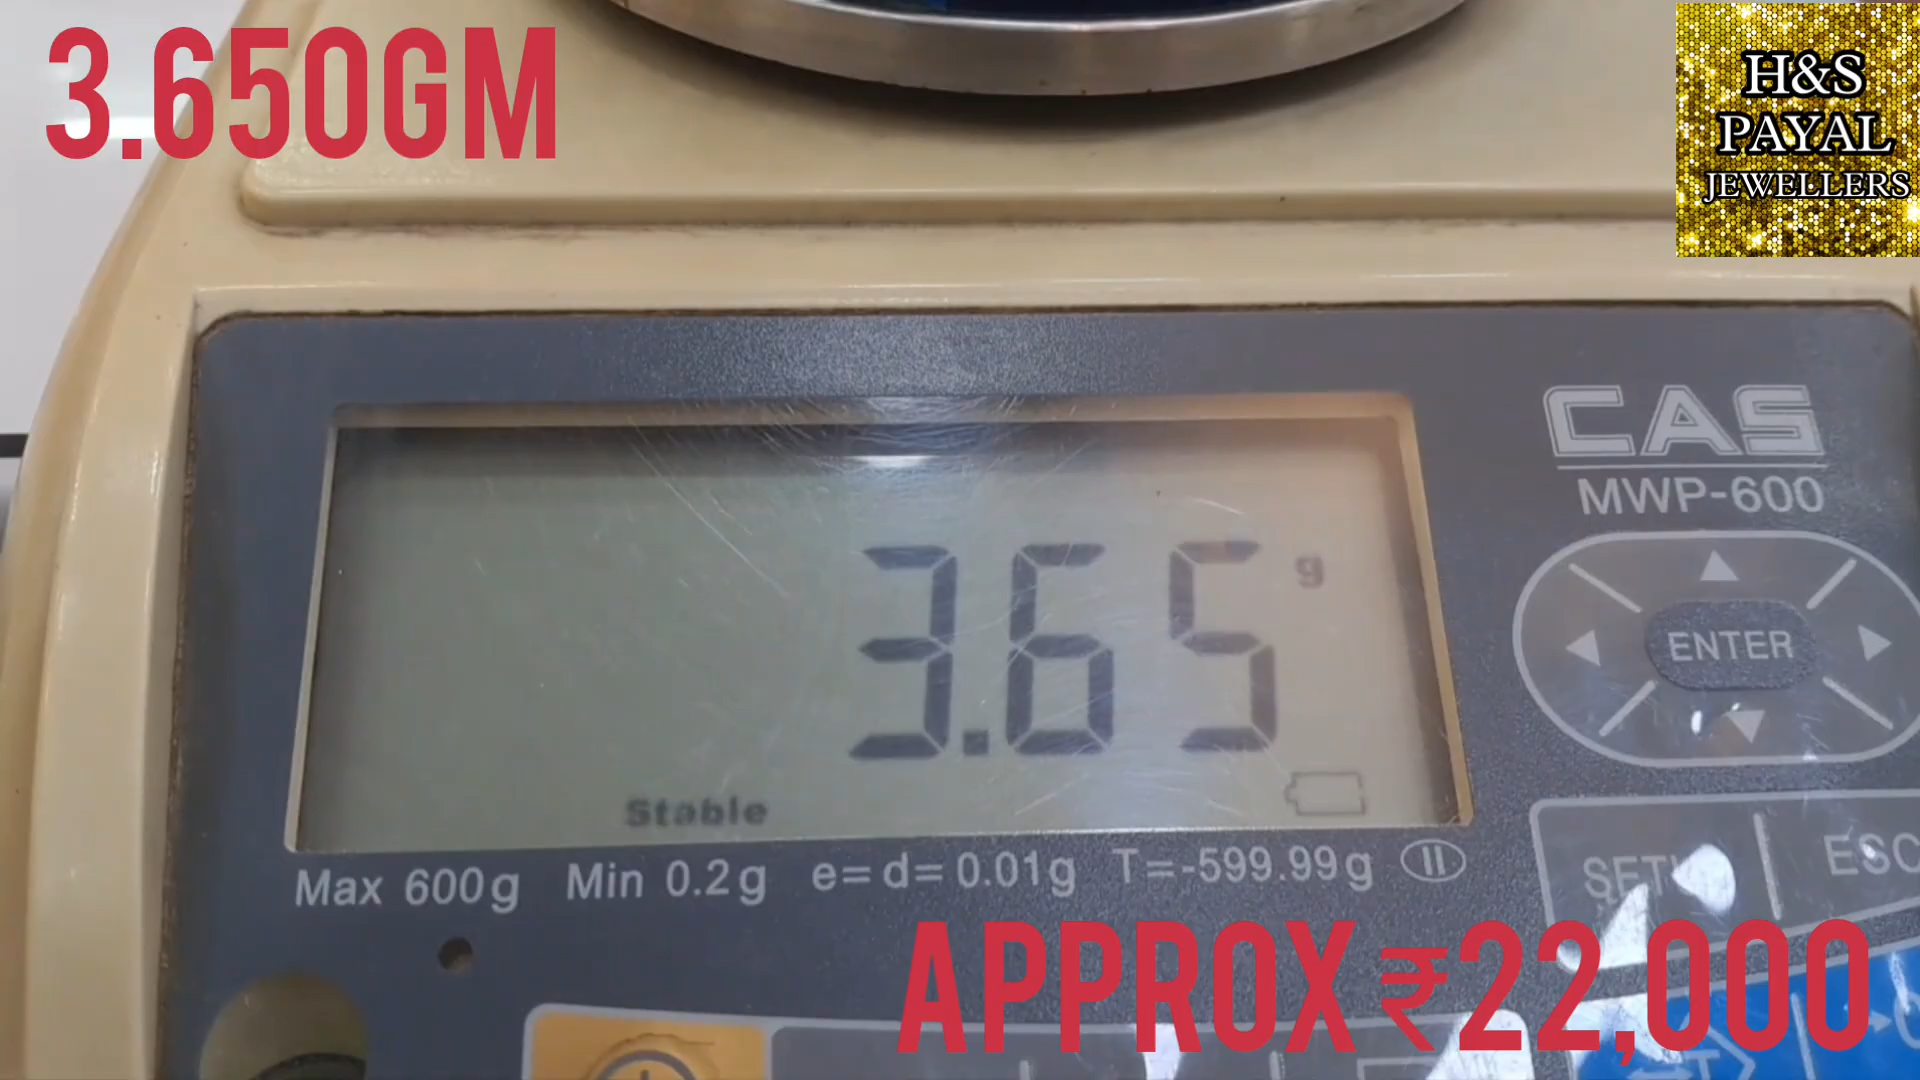 3.650GM
H&S
PAYAL
JEWELLERS
CAS
MWP-600
3.65 g
ENTER
Stable
Max 600g Min 0.2g e=d=0.01g T=-599.99g II
ESC
APPROX ₹22,000